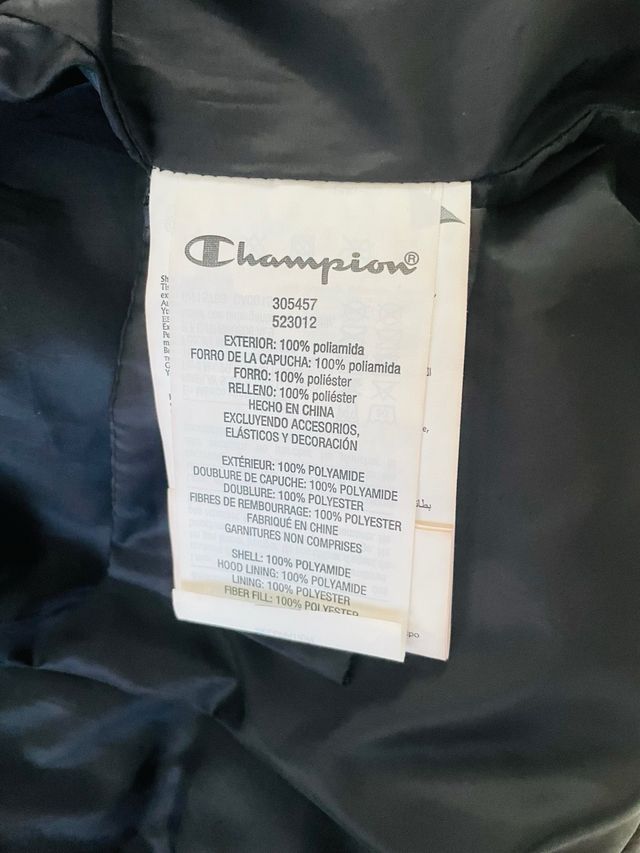 Champion®
305457
523012
EXTERIOR: 100% poliamida
FORRO DE LA CAPUCHA: 100% poliamida
FORRO: 100% poliéster
RELLENO: 100% poliéster
HECHO EN CHINA
EXCLUYENDO ACCESORIOS,
ELÁSTICOS Y DECORACIÓN
EXTÉRIEUR: 100% POLYAMIDE
DOUBLURE DE CAPUCHE: 100% POLYAMIDE
DOUBLURE: 100% POLYESTER
FIBRES DE REMBOURRAGE: 100% POLYESTER
FABRIQUÉ EN CHINE
GARNITURES NON COMPRISES
SHELL: 100% POLYAMIDE
HOOD LINING: 100% POLYAMIDE
LINING: 100% POLYESTER
FIBER FILL: 100% POLYESTER